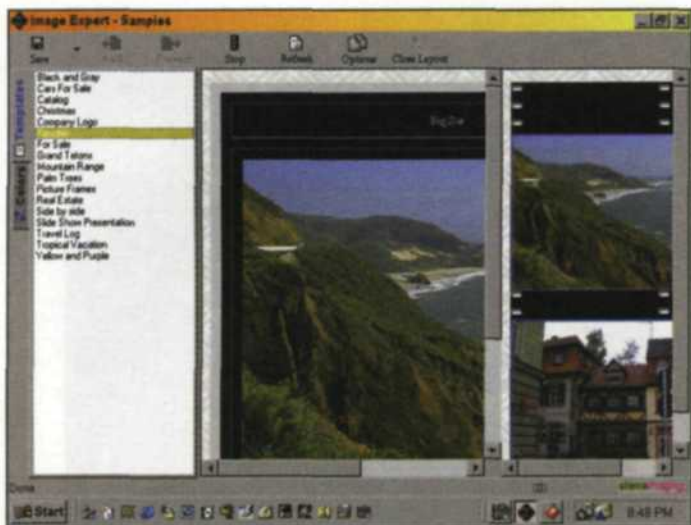 Image Expert - Samples
Save
Stop
Refresh
Options
Close Layout
Templates
Colors
Black and Gray
Cars For Sale
Catalog
Christmas
Company Logo
For Sale
Grand Tetons
Mountain Range
Palm Trees
Picture Frames
Real Estate
Side by side
Slide Show Presentation
Travel Log
Tropical Vacation
Yellow and Purple
Done
Start
8:48 PM